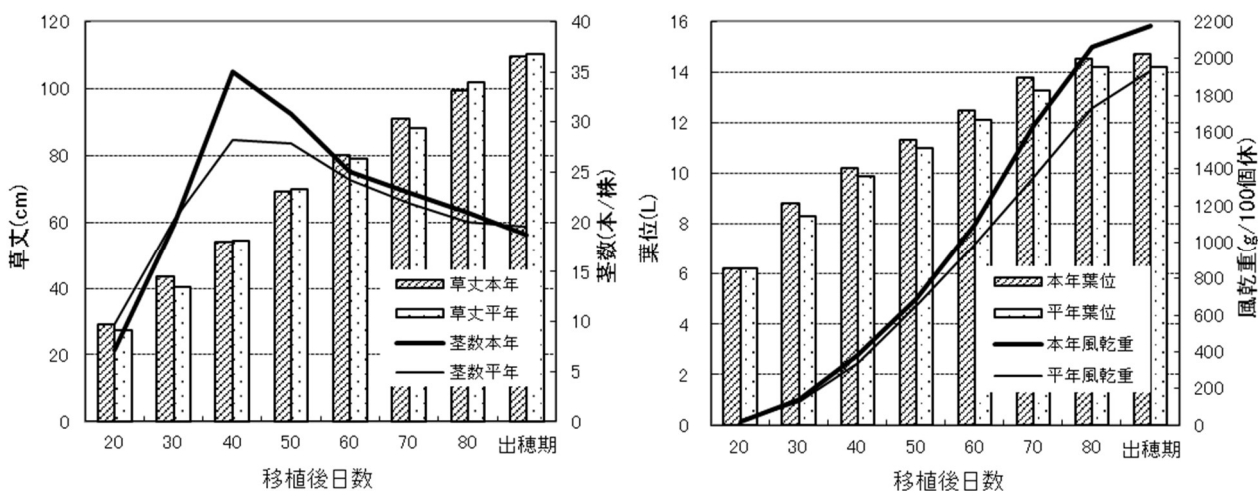 120
100
80
60
40
20
0
草丈(cm)
40
35
30
25
20
15
10
5
0
茎数(本/株)
草丈本年
草丈平年
茎数本年
茎数平年
20 30 40 50 60 70 80 出穂期
移植後日数
16
14
12
10
8
6
4
2
0
葉位(L)
2200
2000
1800
1600
1400
1200
1000
800
600
400
200
0
風乾重(g/100個休)
本年葉位
平年葉位
本年風乾重
平年風乾重
20 30 40 50 60 70 80 出穂期
移植後日数